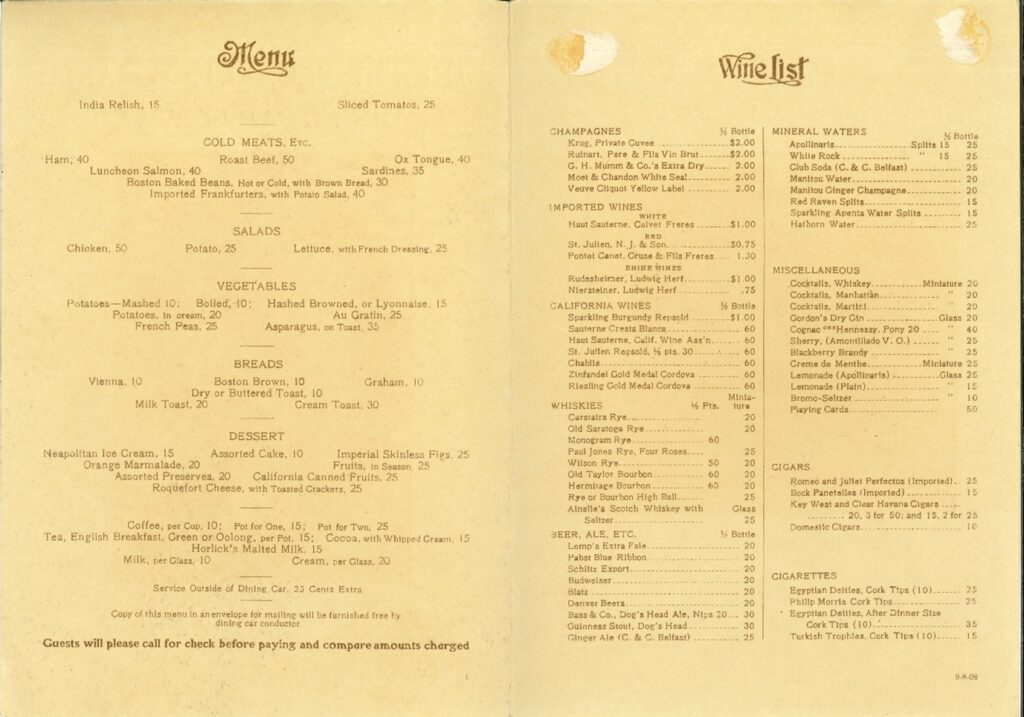 Menu
India Relish, 15 Sliced Tomatos, 25
COLD MEATS, ETC.
Ham, 40 Roast Beef, 50 Ox Tongue, 40
Luncheon Salmon, 40 Sardines, 35
Boston Baked Beans, Hot or Cold, with Brown Bread, 30
Imported Frankfurters, with Potato Salad, 40
SALADS
Chicken, 50 Potato, 25 Lettuce, with French Dressing, 25
VEGETABLES
Potatoes—Mashed 10; Boiled, 10; Hashed Browned, or Lyonnaise, 15
Potatoes, in cream, 20 Au Gratin, 25
French Peas, 25 Asparagus, on Toast, 35
BREADS
Vienna, 10 Boston Brown, 10 Graham, 10
Dry or Buttered Toast, 10
Milk Toast, 20 Cream Toast, 30
DESSERT
Neapolitan Ice Cream, 15 Assorted Cake, 10 Imperial Skinless Figs, 25
Orange Marmalade, 20 Fruits, in Season, 25
Assorted Preserves, 20 California Canned Fruits, 25
Roquefort Cheese, with Toasted Crackers, 25
Coffee, per Cup, 10; Pot for One, 15; Pot for Two, 25
Tea, English Breakfast, Green or Oolong, per Pot, 15; Cocoa, with Whipped Cream, 15
Horlick's Malted Milk, 15
Milk, per Glass, 10 Cream, per Glass, 20
Service Outside of Dining Car, 25 Cents Extra
Copy of this menu in an envelope for mailing will be furnished free by
dining car conductor
Guests will please call for check before paying and compare amounts charged
1.
Wine List
CHAMPAGNES ½ Bottle
Krug, Private Cuvee $2.00
Ruinart, Pere & Fils Vin Brut $2.00
G. H. Mumm & Co.'s Extra Dry 2.00
Moet & Chandon White Seal 2.00
Veuve Cliquot Yellow Label 2.00
IMPORTED WINES
WHITE
Haut Sauterne, Calvet Freres $1.00
RED
St. Julien, N. J. & Son $0.75
Pontet Canet, Cruse & Fils Freres 1.00
RHINE WINES
Rudesheimer, Ludwig Herf $1.00
Niersteiner, Ludwig Herf .75
CALIFORNIA WINES ½ Bottle
Sparkling Burgundy Repsold $1.00
Sauterne Cresta Blanca 60
Haut Sauterne, Calif. Wine Ass'n 60
St. Julien Repsold, ½ pts. 30 60
Chablis 60
Zinfandel Gold Medal Cordova 60
Riesling Gold Medal Cordova 60
WHISKIES ½ Pts. Minia-
ture
Carstairs Rye 20
Old Saratoga Rye 20
Monogram Rye 60
Paul Jones Rye, Four Roses 25
Wilson Rye 50 20
Old Taylor Bourbon 60 20
Hermitage Bourbon 60 20
Rye or Bourbon High Ball 25
Ainslie's Scotch Whiskey with Glass
Seltzer 25
BEER, ALE, ETC. ½ Bottle
Lemp's Extra Pale 20
Pabst Blue Ribbon 20
Schlitz Export 20
Budweiser 20
Blatz 20
Denver Beers 20
Bass & Co., Dog's Head Ale, Nips 20 30
Guinness Stout, Dog's Head 30
Ginger Ale (C. & C. Belfast) 25
MINERAL WATERS ½ Bottle
Apollinaris Splits 15 25
White Rock " 15 25
Club Soda (C. & C. Belfast) 25
Manitou Water 20
Manitou Ginger Champagne 20
Red Raven Splits 15
Sparkling Apenta Water Splits 15
Hathorn Water 25
MISCELLANEOUS
Cocktails, Whiskey Miniature 20
Cocktails, Manhattan " 20
Cocktails, Martini " 20
Gordon's Dry Gin Glass 20
Cognac ***Hennessy, Pony 20 " 40
Sherry, (Amontillado V. O.) " 25
Blackberry Brandy " 25
Creme de Menthe Miniature 25
Lemonade (Apollinaris) Glass 25
Lemonade (Plain) " 15
Bromo-Seltzer " 10
Playing Cards 50
CIGARS
Romeo and Juliet Perfectos (Imported) 25
Bock Panetellas (Imported) 15
Key West and Clear Havana Cigars
20, 3 for 50; and 15, 2 for 25
Domestic Cigars 10
CIGARETTES
Egyptian Deities, Cork Tips (10) 25
Philip Morris Cork Tips 25
Egyptian Deities, After Dinner Size
Cork Tips (10) 35
Turkish Trophies, Cork Tips (10) 15
9-8-08